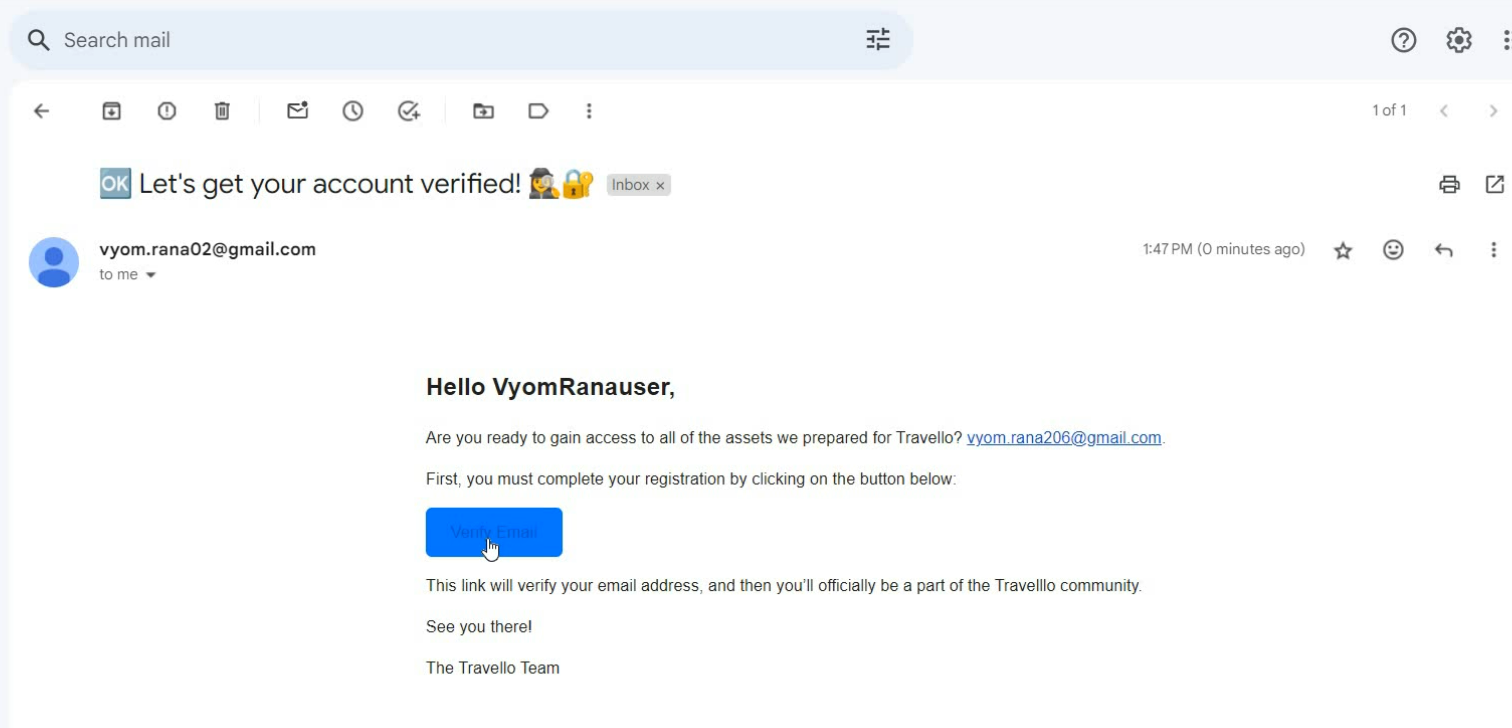 Search mail
1 of 1
🆗 Let's get your account verified! 🕵️🔐 Inbox ×
vyom.rana02@gmail.com
1:47 PM (0 minutes ago)
to me
Hello VyomRanauser,
Are you ready to gain access to all of the assets we prepared for Travello? vyom.rana206@gmail.com.
First, you must complete your registration by clicking on the button below:
Verify Email
This link will verify your email address, and then you'll officially be a part of the Travelllo community.
See you there!
The Travello Team